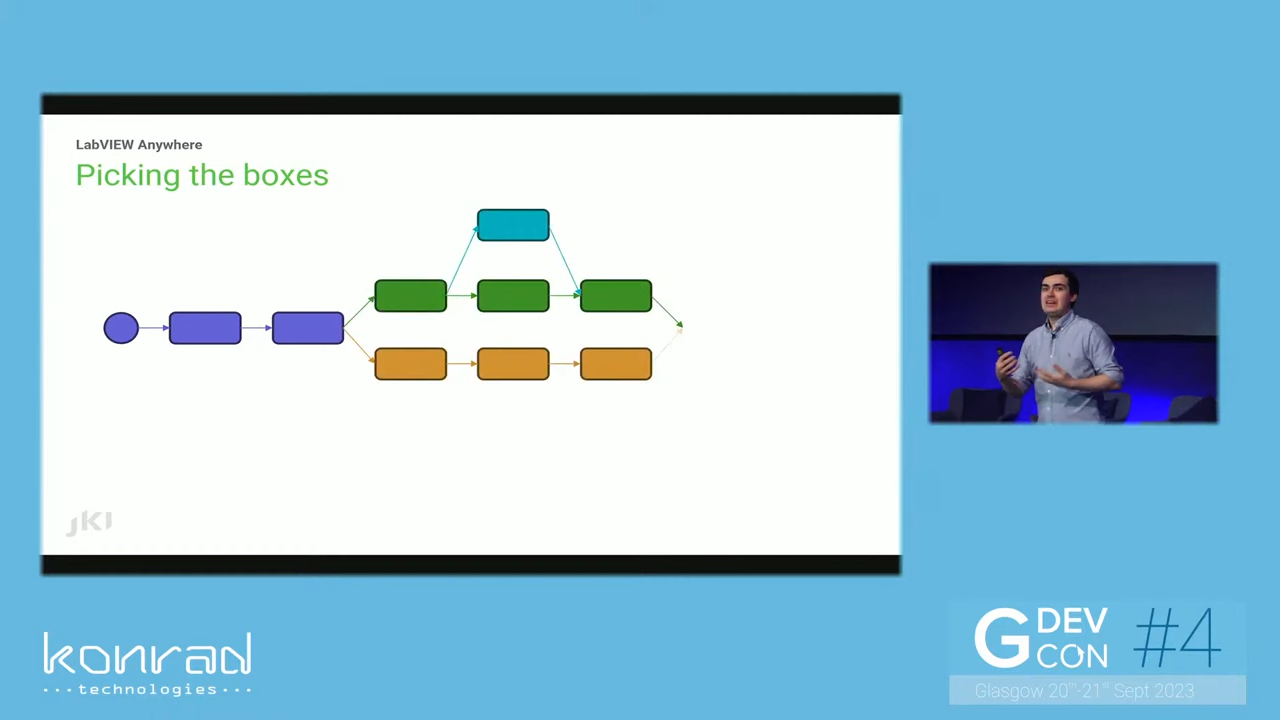 LabVIEW Anywhere
Picking the boxes
JKI
konrad
···technologies···
G DEV CON #4
Glasgow 20th-21st Sept 2023